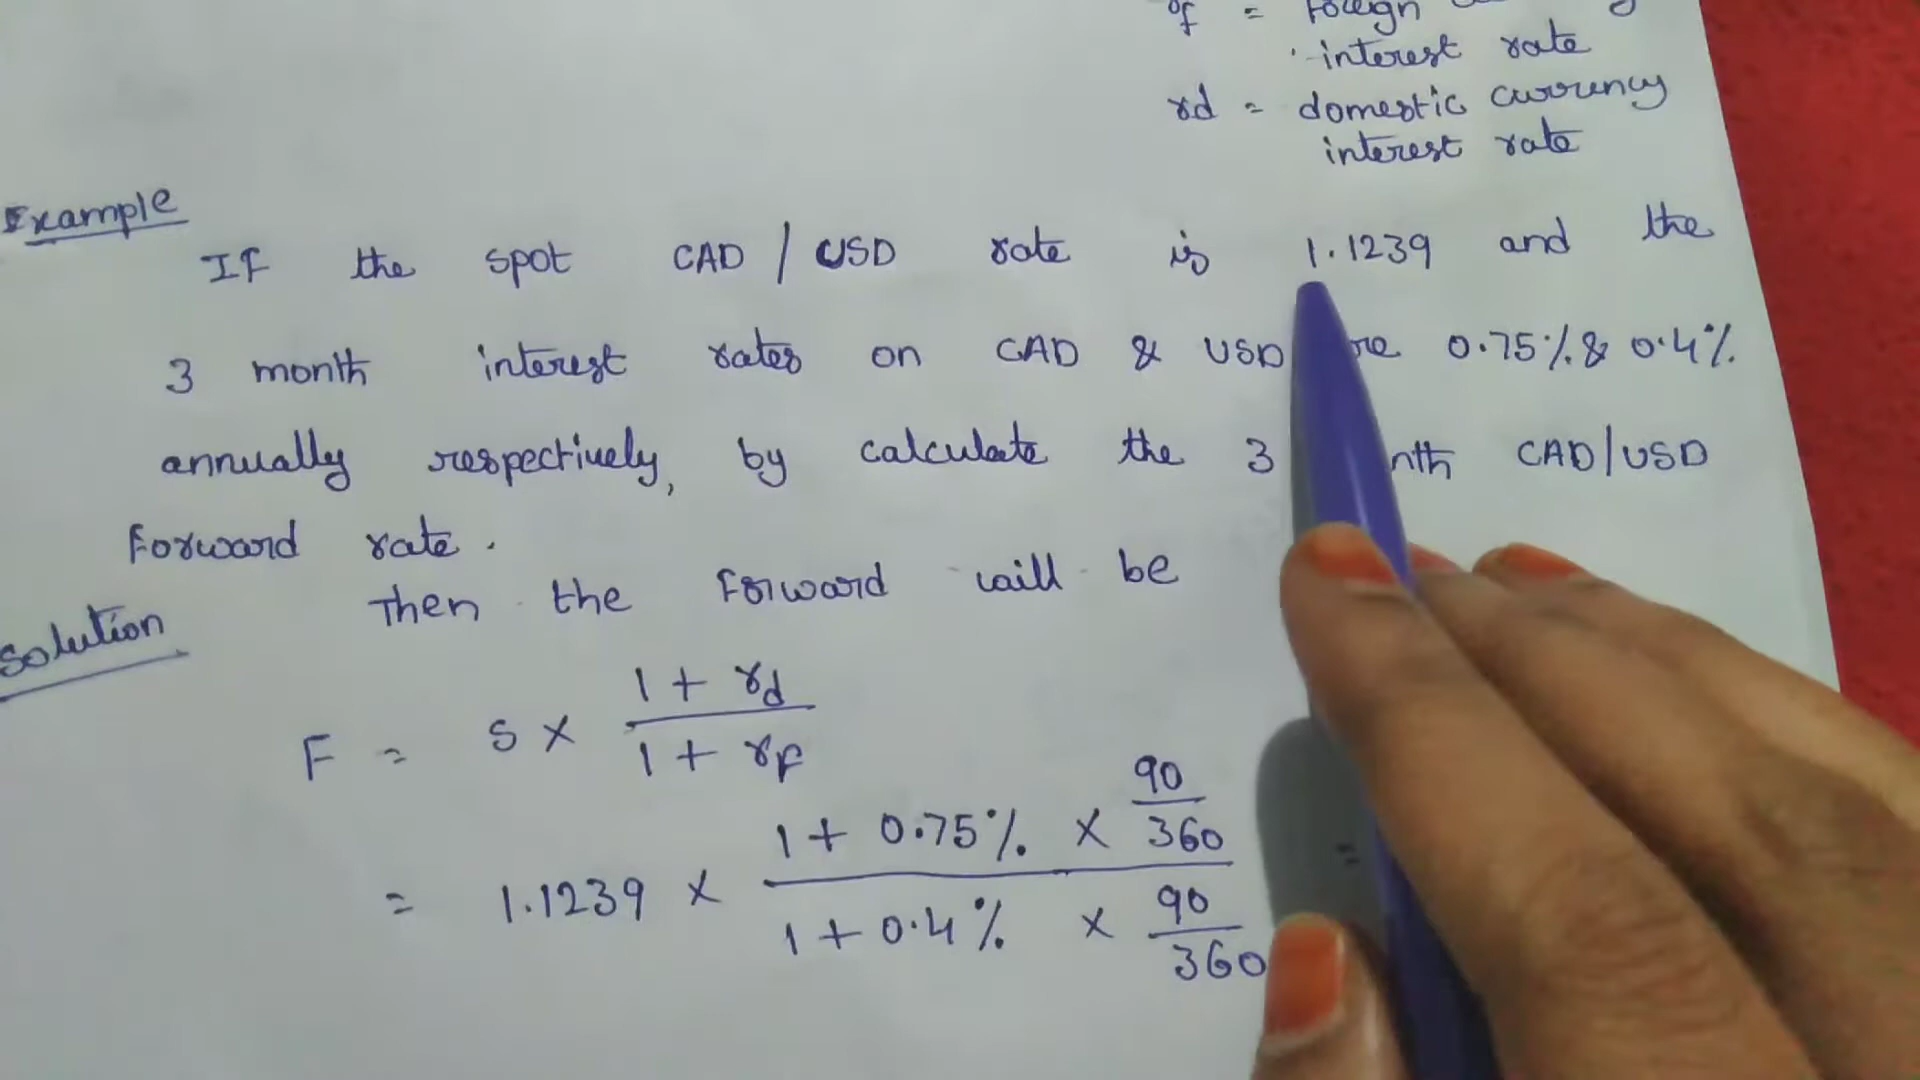 = Foreign
interest rate
rd = domestic currency
interest rate
Example
IF the spot CAD / USD rate is 1.1239 and the
3 month interest rates on CAD & USD 0.75% & 0.4%
annually respectively, by calculate the 3 nth CAD/USD
Forward rate.
Then the Forward will be
Solution
F = S × 1 + rd / 1 + rF
= 1.1239 × 1 + 0.75% × 90/360 / 1 + 0.4% × 90/360 =